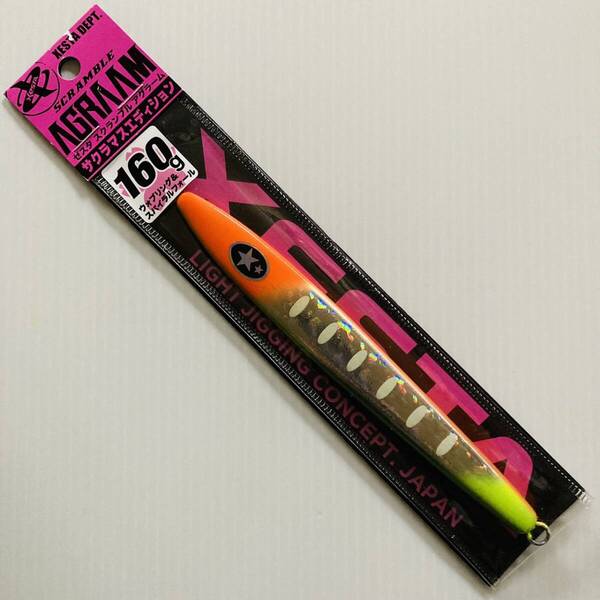 XESTA DEPT.
XESTA
SCRAMBLE
AGRAAM
ゼスタ スクランブル アグラーム
サクラマスエディション
160g
ウォブリング&
スパイラルフォール
XESTA
LIGHT JIGGING CONCEPT. JAPAN